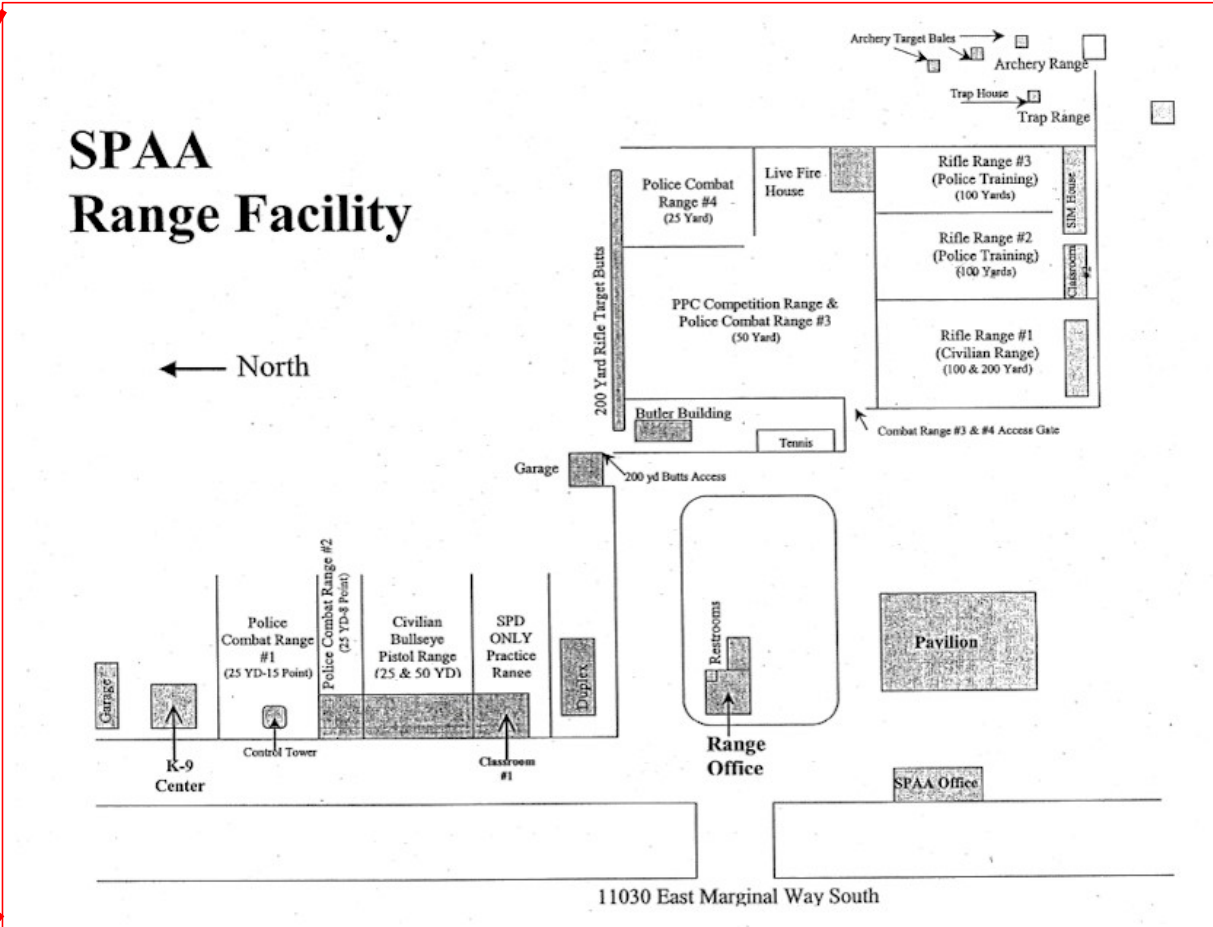 Archery Target Bales
Archery Range
Trap House
Trap Range
SPAA
Range Facility
North
200 Yard Rifle Target Butts
Police Combat
Range #4
(25 Yard)
Live Fire
House
Rifle Range #3
(Police Training)
(100 Yards)
SIM House
Rifle Range #2
(Police Training)
(100 Yards)
Classroom
#2
PPC Competition Range &
Police Combat Range #3
(50 Yard)
Rifle Range #1
(Civilian Range)
(100 & 200 Yard)
Butler Building
Tennis
Combat Range #3 & #4 Access Gate
Garage
200 yd Butts Access
Garage
K-9
Center
Police
Combat Range
#1
(25 YD-15 Point)
Control Tower
Police Combat Range #2
(25 YD-8 Point)
Civilian
Bullseye
Pistol Range
(25 & 50 YD)
SPD
ONLY
Practice
Range
Classroom
#1
Duplex
Restrooms
Range
Office
Pavilion
SPAA Office
11030 East Marginal Way South